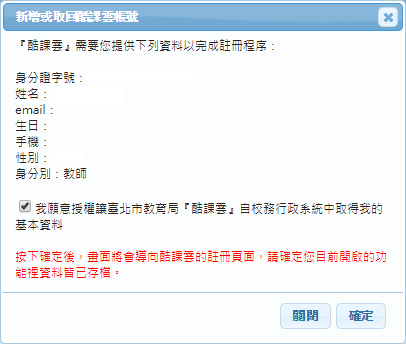 新增或取回酷課雲帳號
『酷課雲』需要您提供下列資料以完成註冊程序：
身分證字號：
姓名：
email：
生日：
手機：
性別：
身分別：教師
我願意授權讓臺北市教育局『酷課雲』自校務行政系統中取得我的
基本資料
按下確定後，畫面將會導向酷課雲的註冊頁面，請確定您目前開啟的功
能裡資料皆已存檔。
關閉
確定